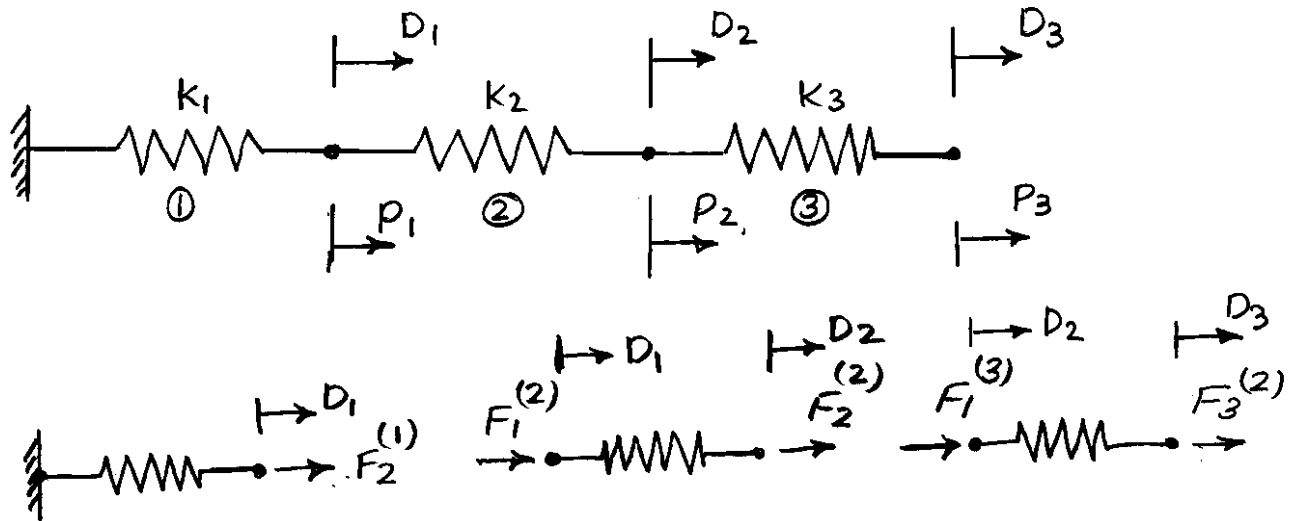 D₁ D₂ D₃
K₁ K₂ K₃
① ② ③
P₁ P₂ P₃
D₁ D₁ D₂ D₂ D₃
F₂⁽¹⁾ F₁⁽²⁾ F₂⁽²⁾ F₁⁽³⁾ F₃⁽²⁾